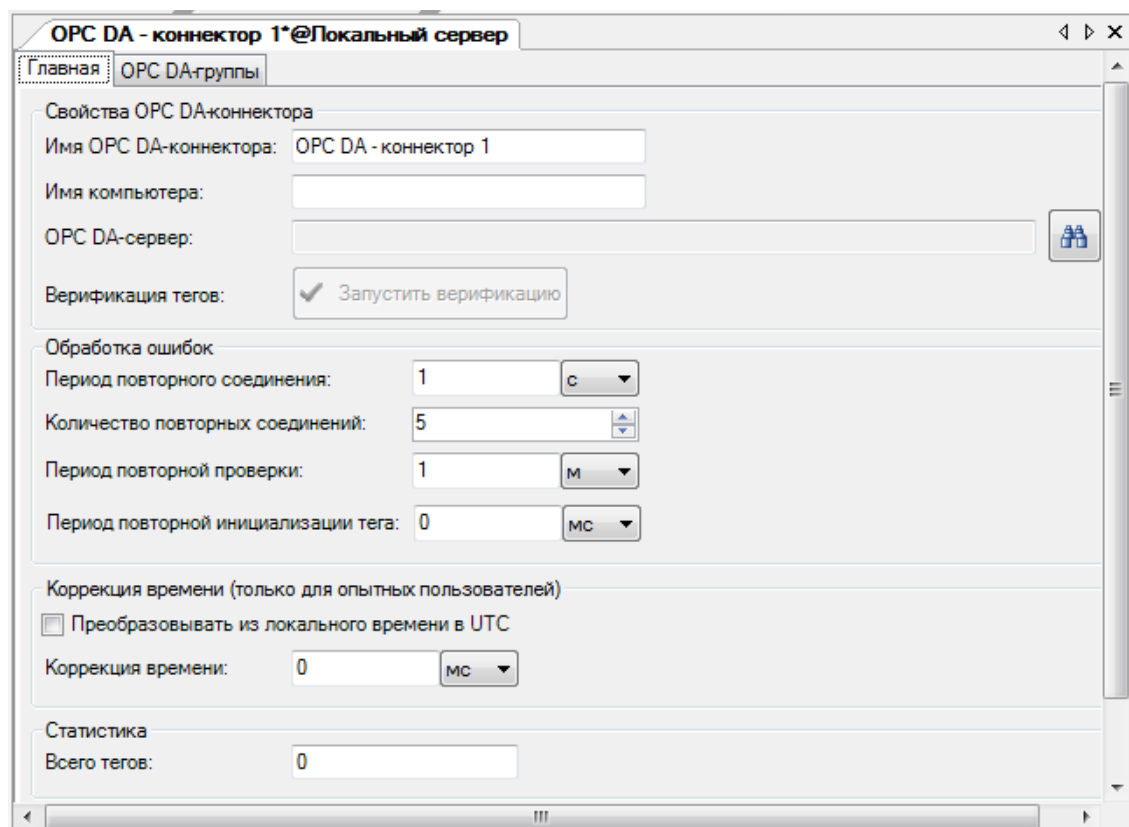 OPC DA - коннектор 1*@Локальный сервер
Главная OPC DA-группы
Свойства OPC DA-коннектора
Имя OPC DA-коннектора: OPC DA - коннектор 1
Имя компьютера:
OPC DA-сервер:
Верификация тегов: Запустить верификацию
Обработка ошибок
Период повторного соединения: 1 с
Количество повторных соединений: 5
Период повторной проверки: 1 м
Период повторной инициализации тега: 0 мс
Коррекция времени (только для опытных пользователей)
Преобразовывать из локального времени в UTC
Коррекция времени: 0 мс
Статистика
Всего тегов: 0